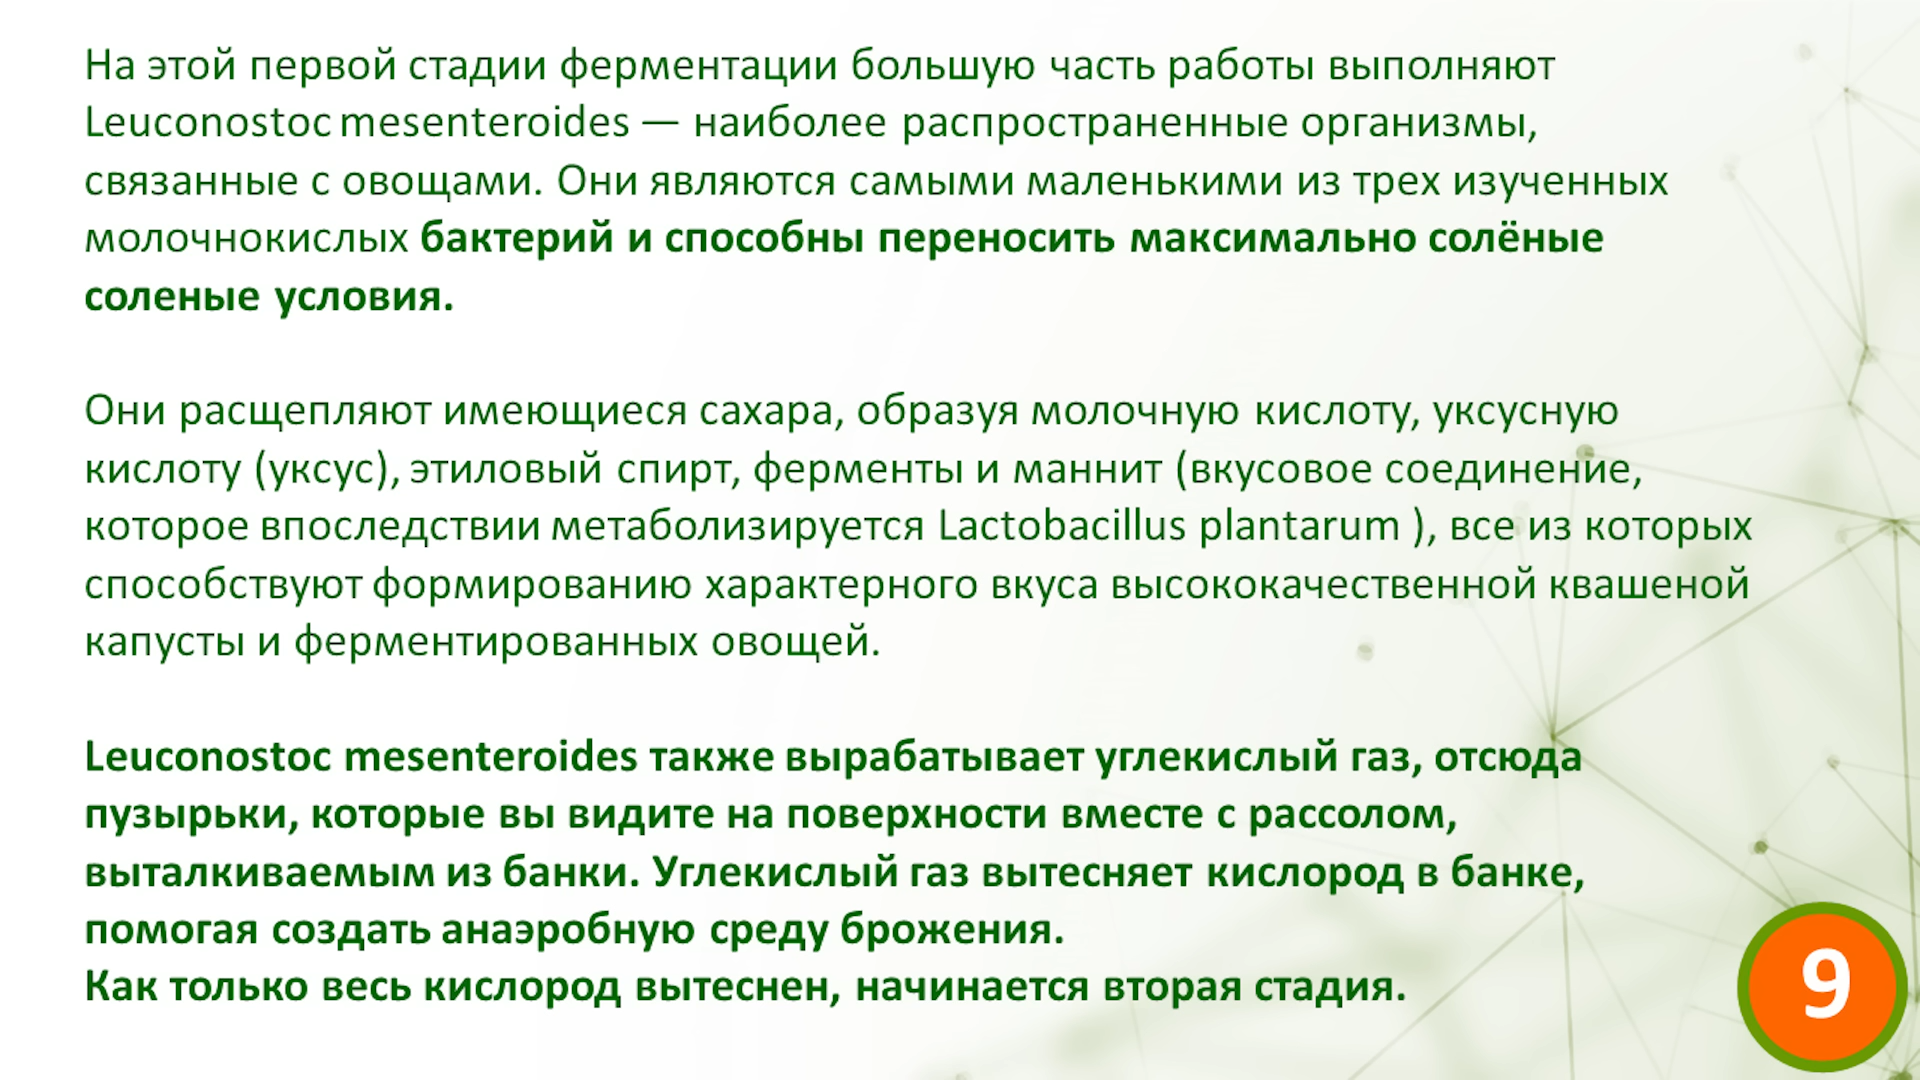 На этой первой стадии ферментации большую часть работы выполняют
Leuconostoc mesenteroides — наиболее распространенные организмы,
связанные с овощами. Они являются самыми маленькими из трех изученных
молочнокислых бактерий и способны переносить максимально солёные
соленые условия.
Они расщепляют имеющиеся сахара, образуя молочную кислоту, уксусную
кислоту (уксус), этиловый спирт, ферменты и маннит (вкусовое соединение,
которое впоследствии метаболизируется Lactobacillus plantarum ), все из которых
способствуют формированию характерного вкуса высококачественной квашеной
капусты и ферментированных овощей.
Leuconostoc mesenteroides также вырабатывает углекислый газ, отсюда
пузырьки, которые вы видите на поверхности вместе с рассолом,
выталкиваемым из банки. Углекислый газ вытесняет кислород в банке,
помогая создать анаэробную среду брожения.
Как только весь кислород вытеснен, начинается вторая стадия.
9